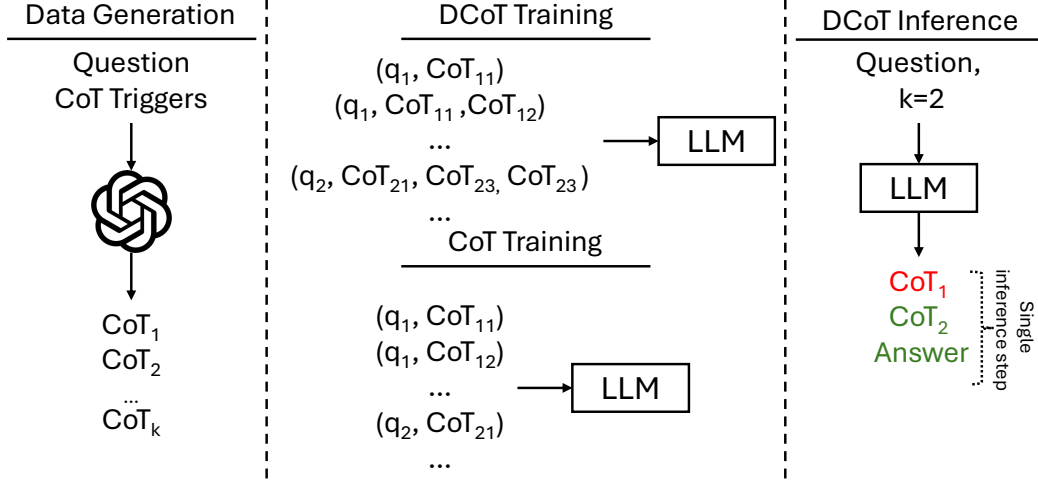 Data Generation
Question
CoT Triggers
CoT₁
CoT₂
...
CoTₖ
DCoT Training
(q₁, CoT₁₁)
(q₁, CoT₁₁ ,CoT₁₂)
...
(q₂, CoT₂₁, CoT₂₃, CoT₂₃)
...
LLM
CoT Training
(q₁, CoT₁₁)
(q₁, CoT₁₂)
...
(q₂, CoT₂₁)
...
LLM
DCoT Inference
Question,
k=2
LLM
CoT₁
CoT₂
Answer
Single
inference step